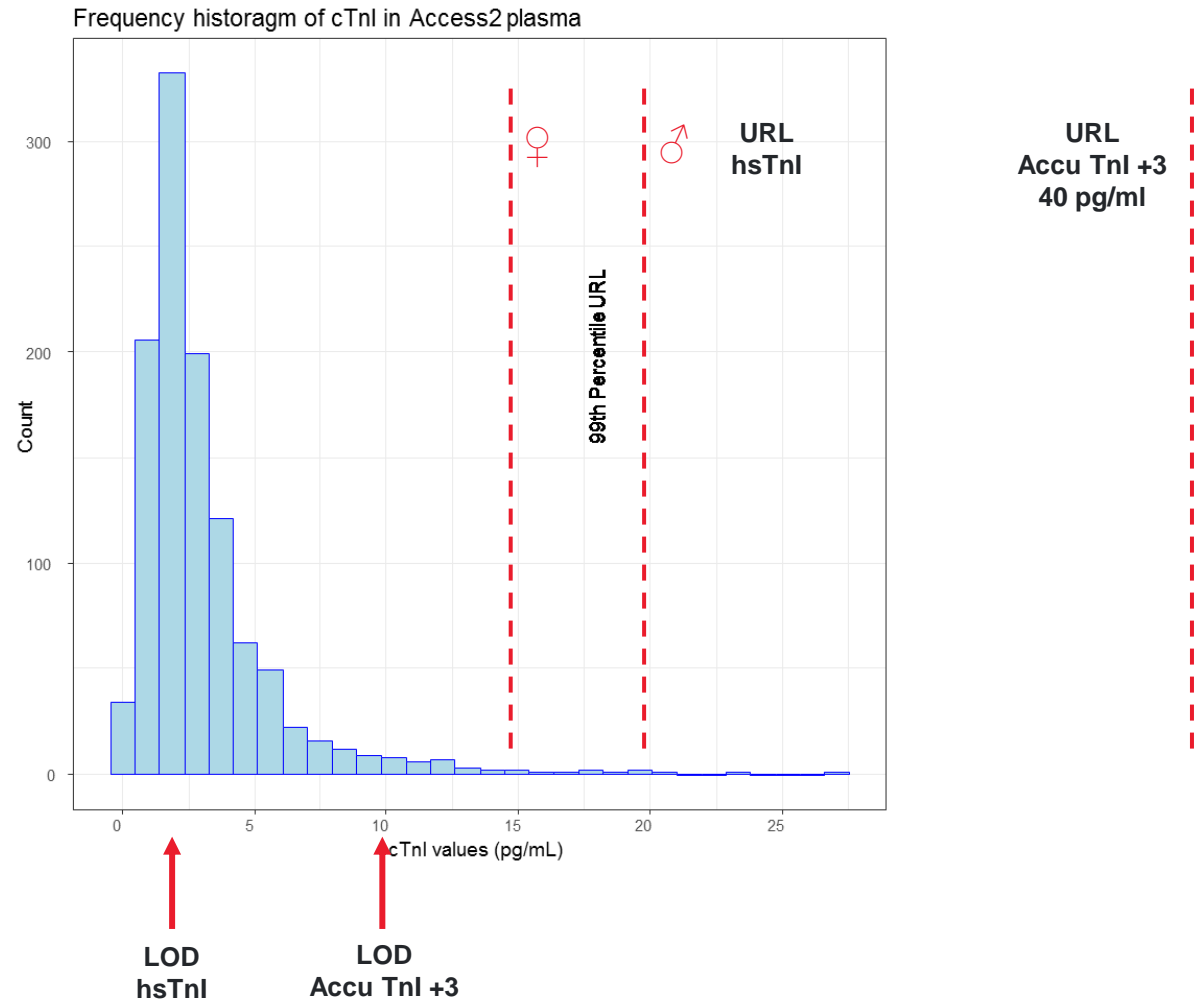 Frequency historagm of cTnI in Access2 plasma
♀
♂
URL
hsTnI
URL
Accu TnI +3
40 pg/ml
99th Percentile URL
Count
300
200
100
0
0 5 10 15 20 25
cTnI values (pg/mL)
LOD
hsTnI
LOD
Accu TnI +3